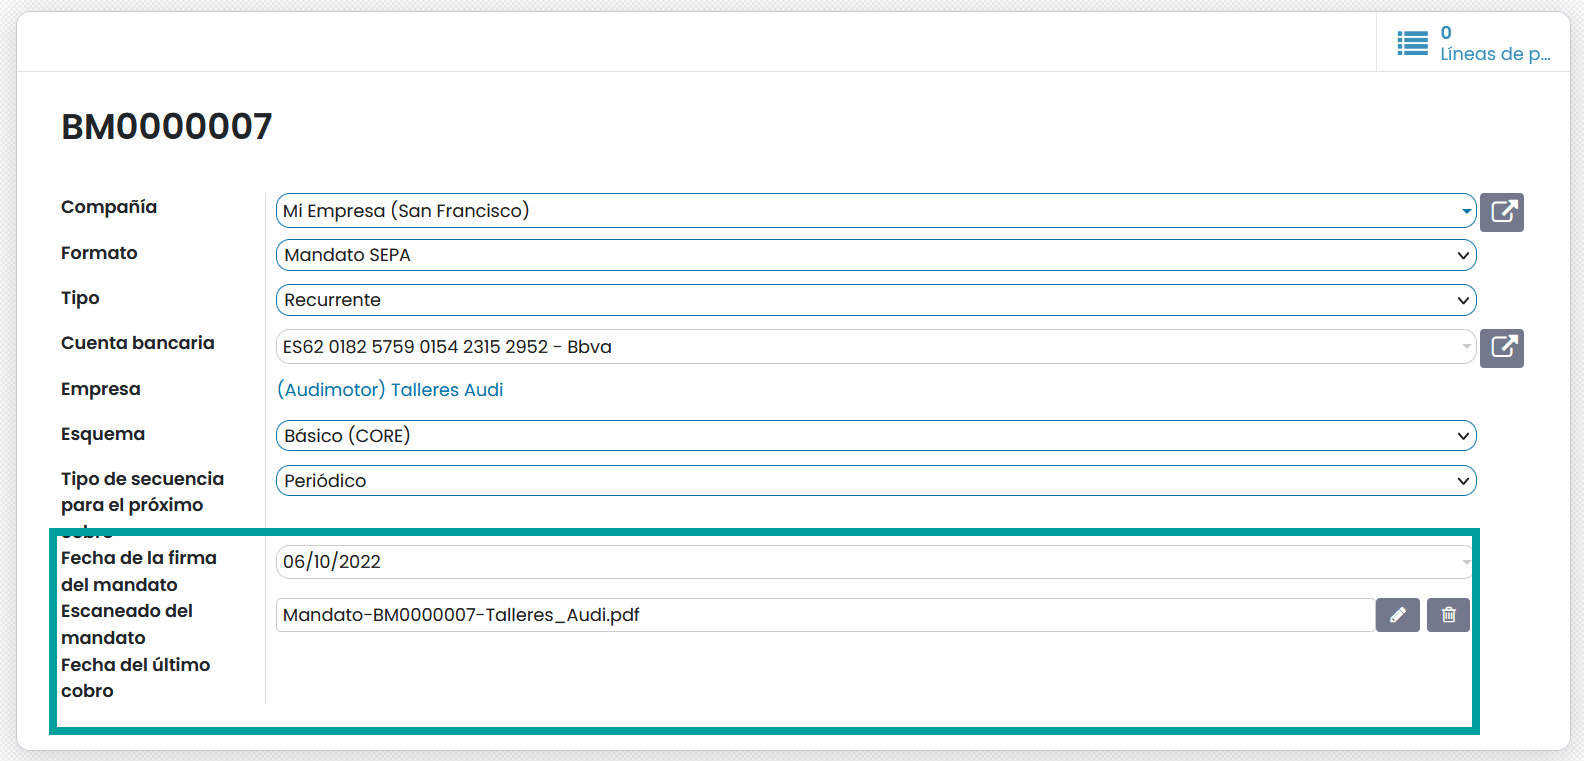 0
Líneas de p...
BM0000007
Compañía
Mi Empresa (San Francisco)
Formato
Mandato SEPA
Tipo
Recurrente
Cuenta bancaria
ES62 0182 5759 0154 2315 2952 - Bbva
Empresa
(Audimotor) Talleres Audi
Esquema
Básico (CORE)
Tipo de secuencia
para el próximo
cobro
Periódico
Fecha de la firma
del mandato
06/10/2022
Escaneado del
mandato
Mandato-BM0000007-Talleres_Audi.pdf
Fecha del último
cobro